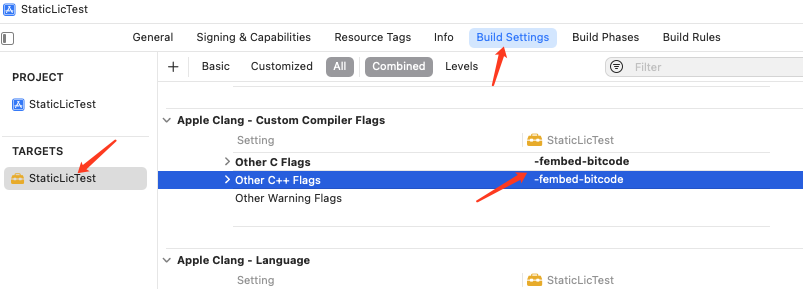 StaticLicTest
General Signing & Capabilities Resource Tags Info Build Settings Build Phases Build Rules
PROJECT
StaticLicTest
TARGETS
StaticLicTest
+ Basic Customized All Combined Levels Filter
Apple Clang - Custom Compiler Flags
Setting StaticLicTest
Other C Flags -fembed-bitcode
Other C++ Flags -fembed-bitcode
Other Warning Flags
Apple Clang - Language
Setting StaticLicTest